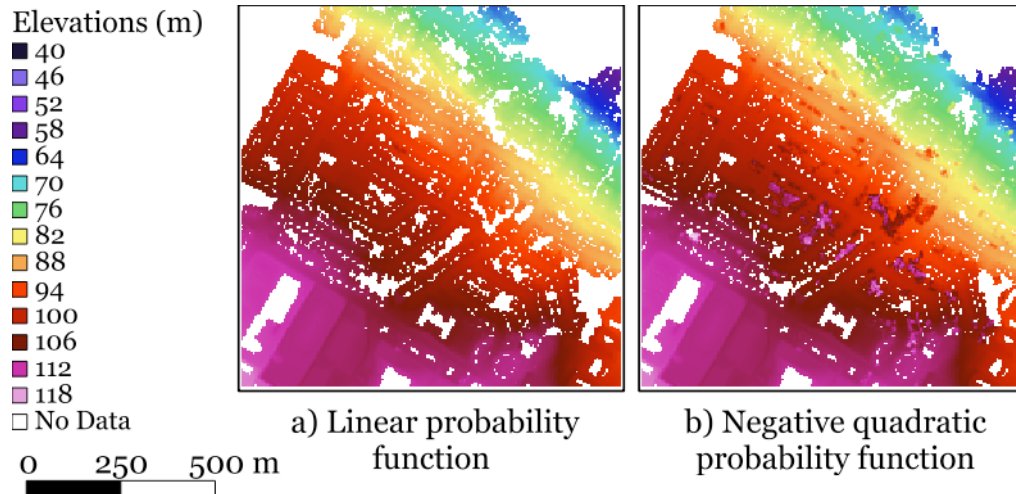 Elevations (m)
40
46
52
58
64
70
76
82
88
94
100
106
112
118
No Data
0 250 500 m
a) Linear probability
function
b) Negative quadratic
probability function